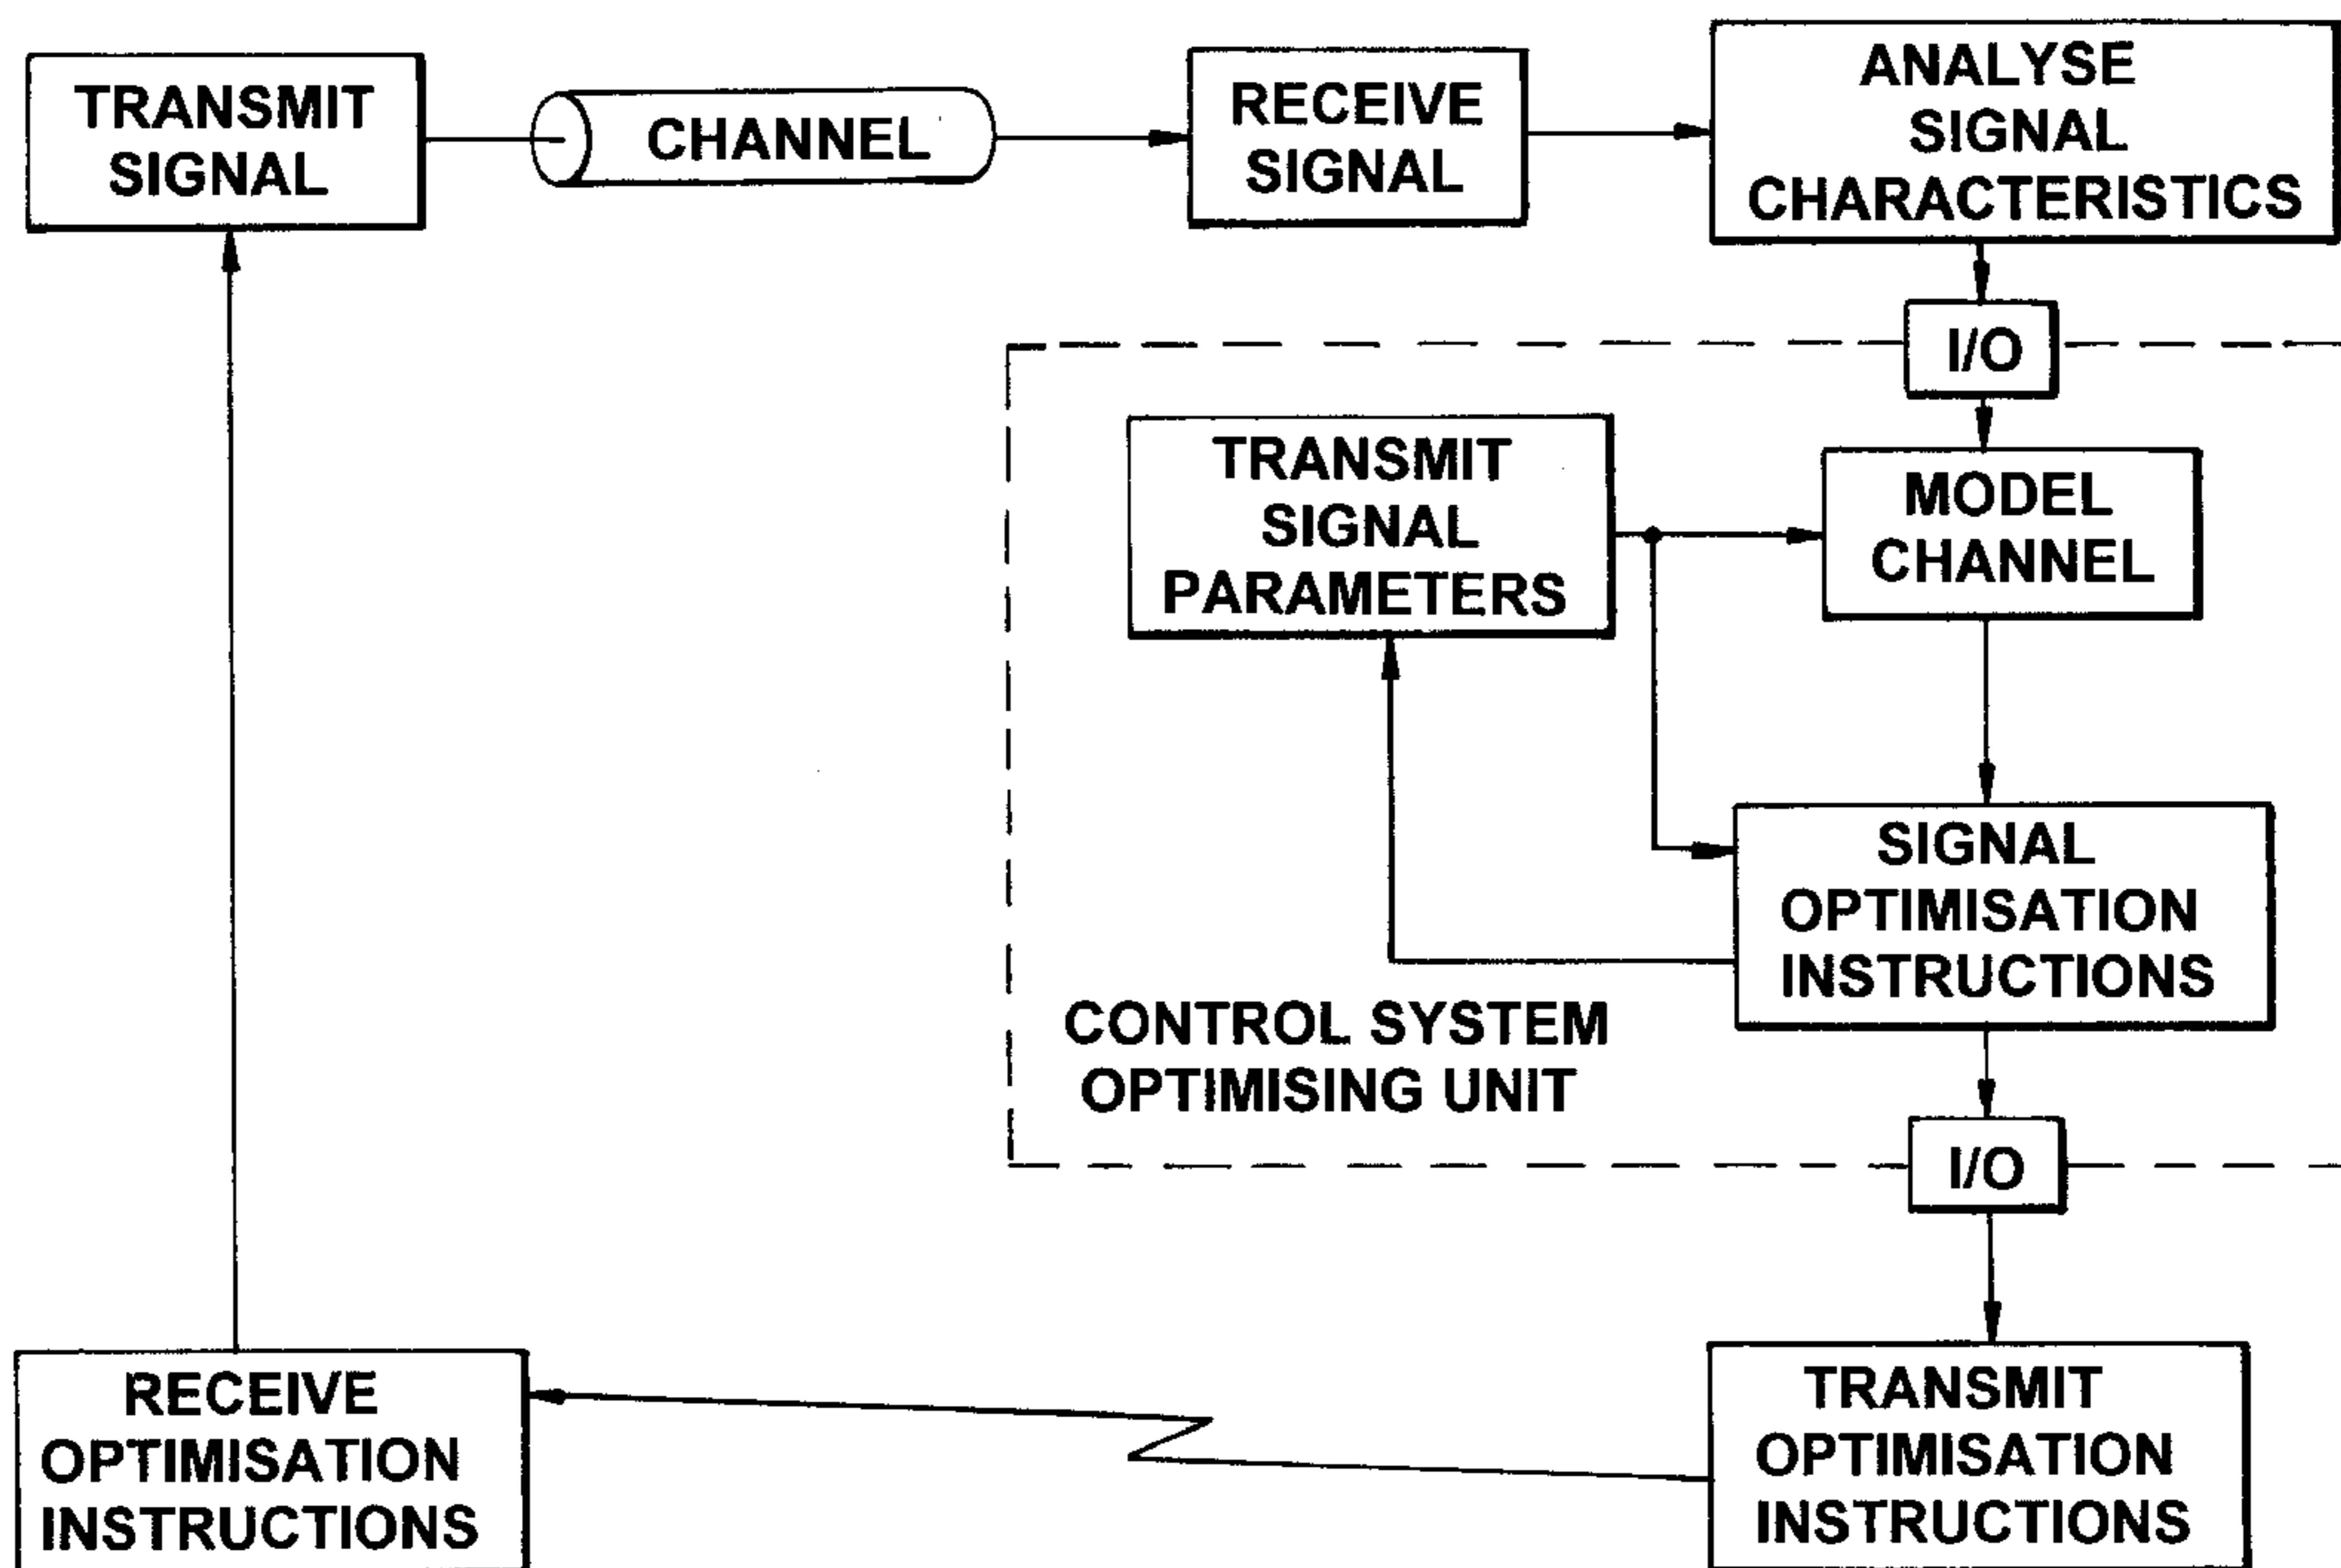 TRANSMIT
SIGNAL
CHANNEL
RECEIVE
SIGNAL
ANALYSE
SIGNAL
CHARACTERISTICS
I/O
TRANSMIT
SIGNAL
PARAMETERS
MODEL
CHANNEL
SIGNAL
OPTIMISATION
INSTRUCTIONS
CONTROL SYSTEM
OPTIMISING UNIT
I/O
RECEIVE
OPTIMISATION
INSTRUCTIONS
TRANSMIT
OPTIMISATION
INSTRUCTIONS